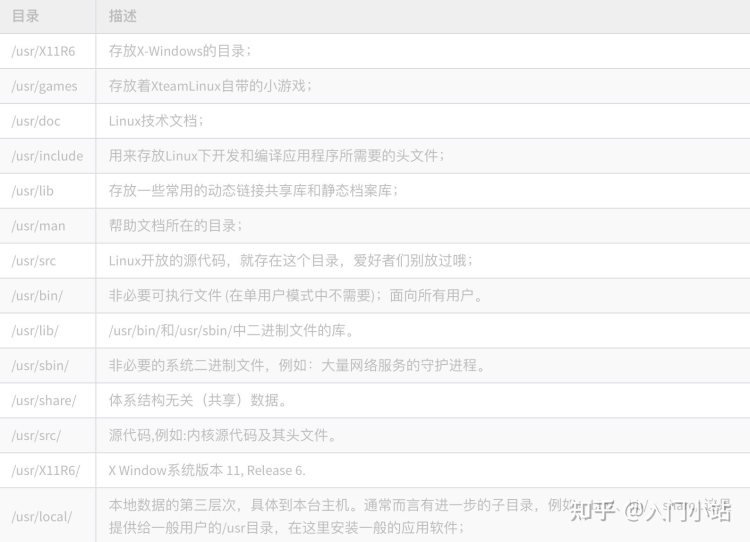 目录 描述
/usr/X11R6 存放X-Windows的目录；
/usr/games 存放着XteamLinux自带的小游戏；
/usr/doc Linux技术文档；
/usr/include 用来存放Linux下开发和编译应用程序所需要的头文件；
/usr/lib 存放一些常用的动态链接共享库和静态档案库；
/usr/man 帮助文档所在的目录；
/usr/src Linux开放的源代码，就存在这个目录，爱好者们别放过哦；
/usr/bin/ 非必要可执行文件 (在单用户模式中不需要)；面向所有用户。
/usr/lib/ /usr/bin/和/usr/sbin/中二进制文件的库。
/usr/sbin/ 非必要的系统二进制文件，例如：大量网络服务的守护进程。
/usr/share/ 体系结构无关（共享）数据。
/usr/src/ 源代码,例如:内核源代码及其头文件。
/usr/X11R6/ X Window系统版本 11, Release 6.
/usr/local/ 本地数据的第三层次，具体到本台主机。通常而言有进一步的子目录，例如
提供给一般用户的/usr目录，在这里安装一般的应用软件；
知乎 @入门小站